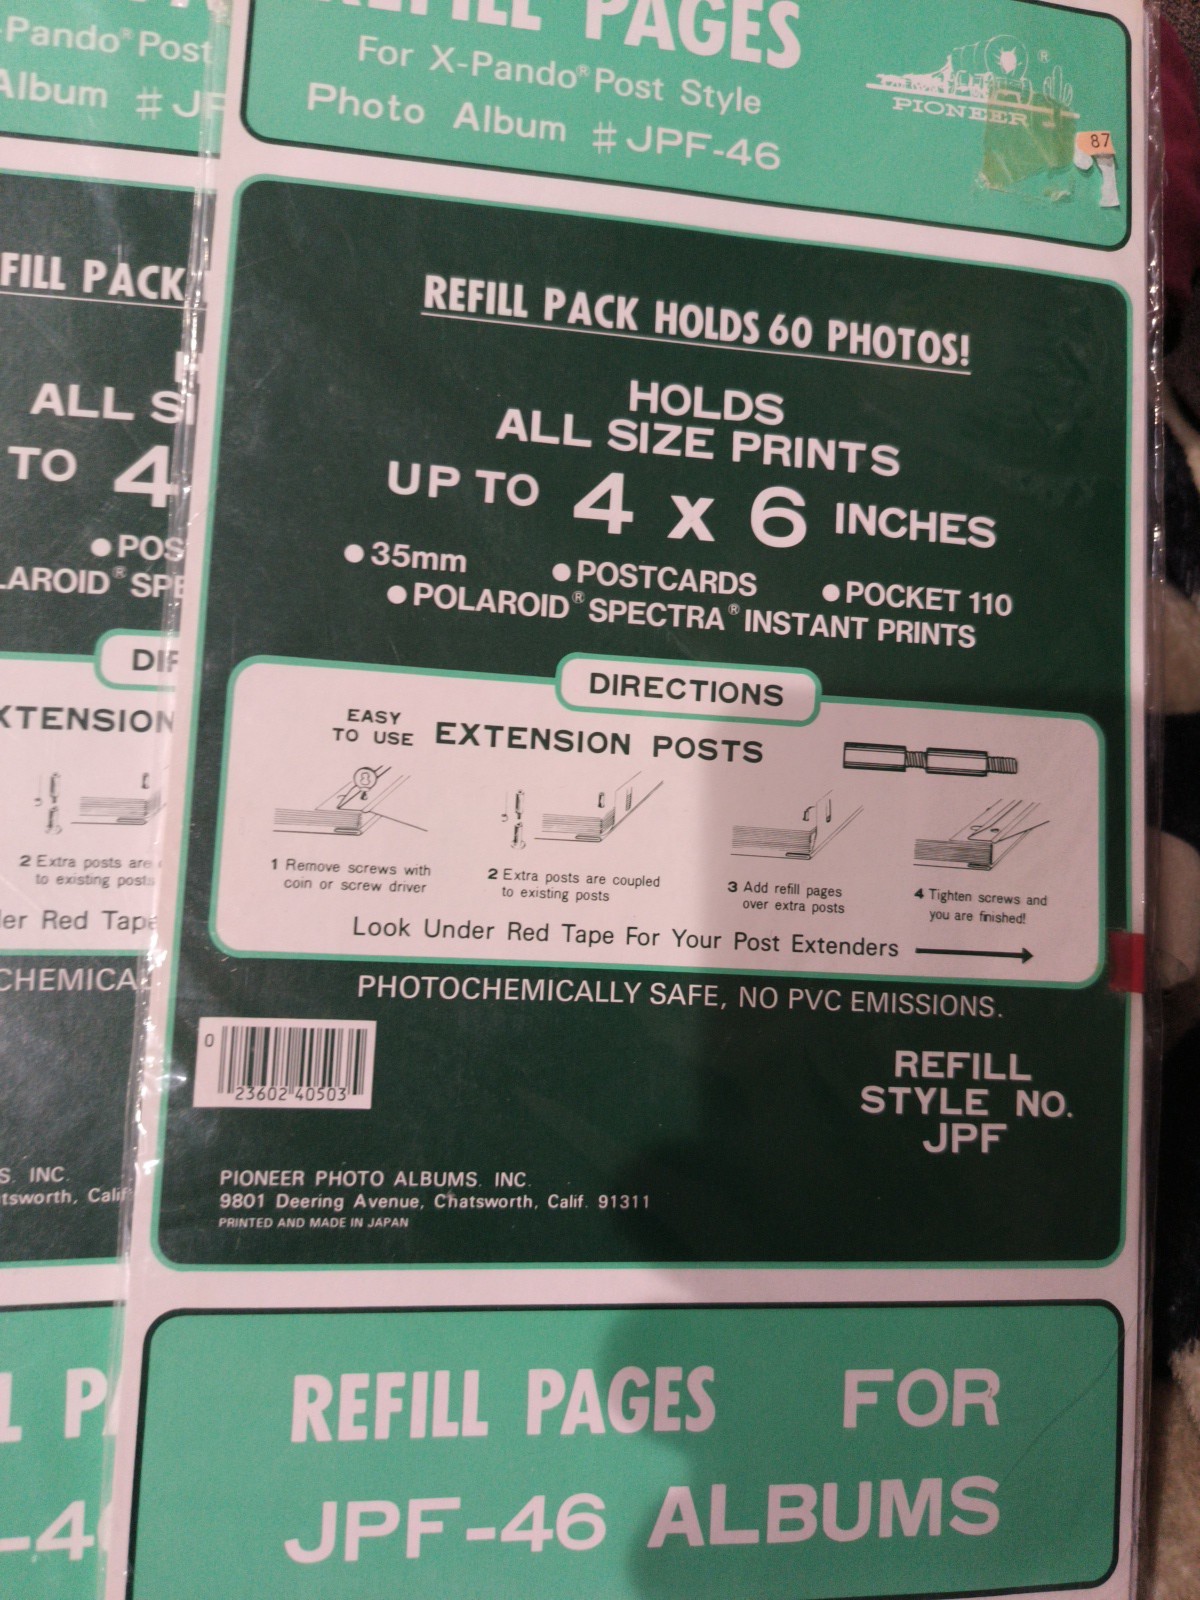 REFILL PAGES
For X-Pando® Post Style
Photo Album # JPF-46
PIONEER
®
87
REFILL PACK HOLDS 60 PHOTOS!
HOLDS
ALL SIZE PRINTS
UP TO 4 x 6 INCHES
● 35mm ● POSTCARDS ● POCKET 110
● POLAROID® SPECTRA® INSTANT PRINTS
DIRECTIONS
EASY TO USE EXTENSION POSTS
1 Remove screws with
coin or screw driver
2 Extra posts are coupled
to existing posts
3 Add refill pages
over extra posts
4 Tighten screws and
you are finished!
Look Under Red Tape For Your Post Extenders
PHOTOCHEMICALLY SAFE, NO PVC EMISSIONS.
0 23602 40503
REFILL
STYLE NO.
JPF
PIONEER PHOTO ALBUMS. INC.
9801 Deering Avenue, Chatsworth, Calif. 91311
PRINTED AND MADE IN JAPAN
REFILL PAGES FOR
JPF-46 ALBUMS
-Pando® Post
Album # JP
FILL PACK
ALL SI
TO 4
● POS
LAROID® SPE
DIR
XTENSION
2 Extra posts are
to existing posts
er Red Tape
CHEMICA
S. INC.
tsworth, Calif
L P
-46